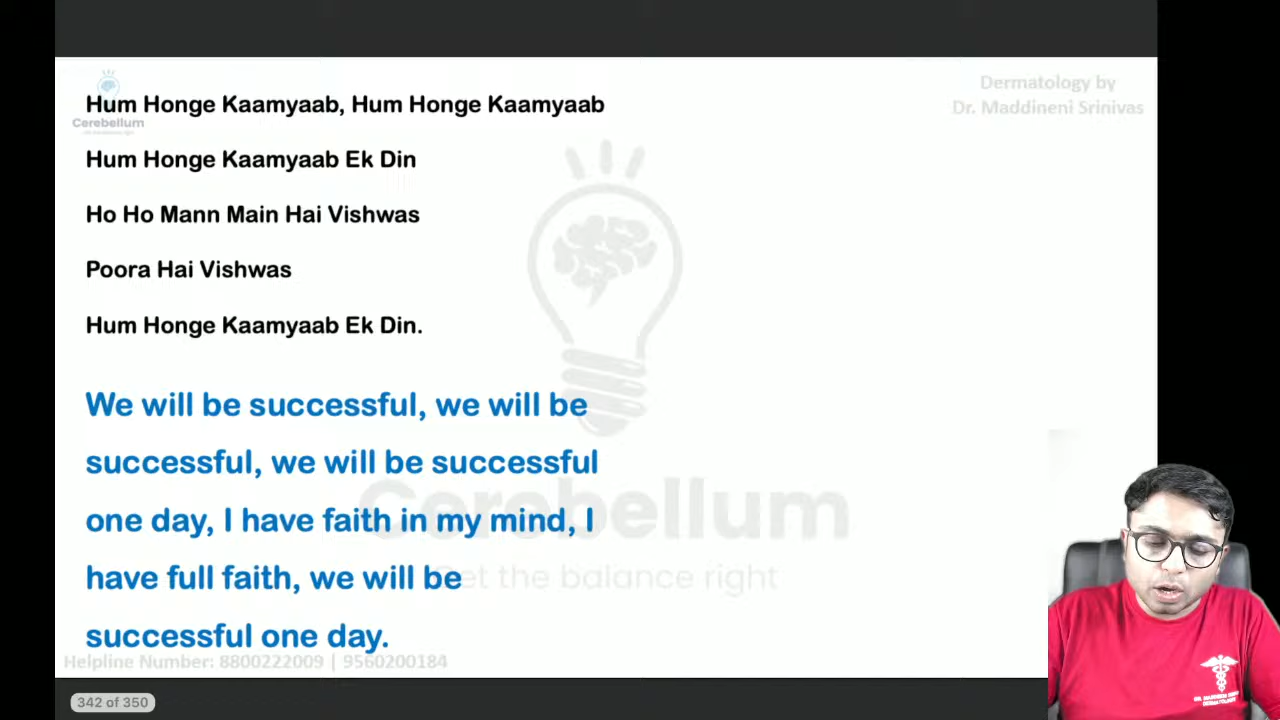 Dermatology by
Dr. Maddineni Srinivas
Hum Honge Kaamyaab, Hum Honge Kaamyaab
Cerebellum
Hum Honge Kaamyaab Ek Din
Ho Ho Mann Main Hai Vishwas
Poora Hai Vishwas
Hum Honge Kaamyaab Ek Din.
We will be successful, we will be
successful, we will be successful
one day, I have faith in my mind, I
have full faith, we will be
successful one day.
Cerebellum
Get the balance right
Helpline Number: 8800222009 | 9560200184
342 of 350